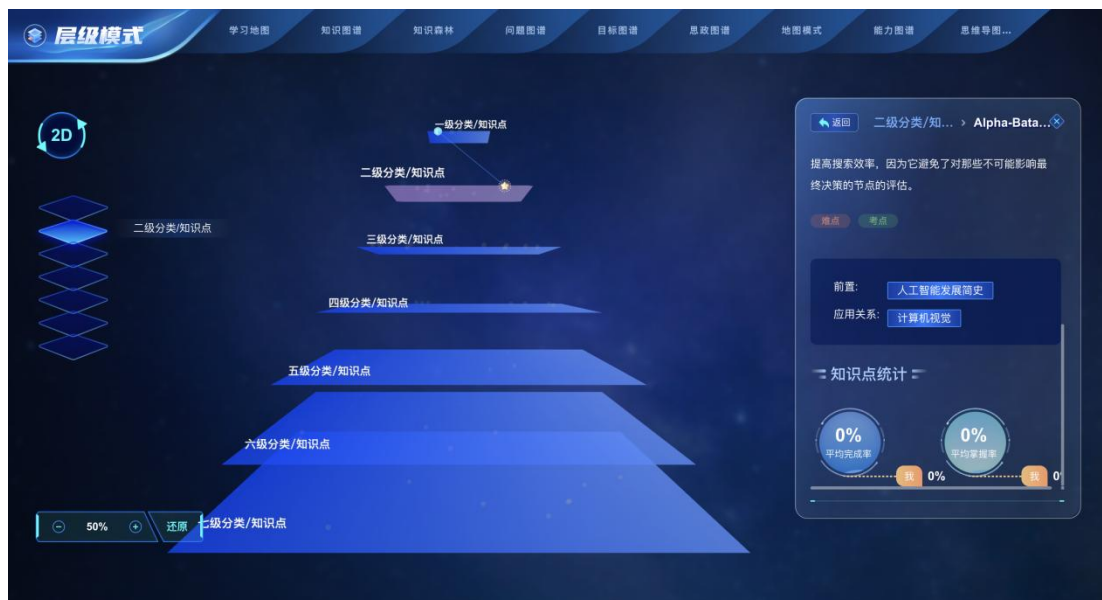 层级模式
学习地图
知识图谱
知识森林
问题图谱
目标图谱
思政图谱
地图模式
能力图谱
思维导图...
2D
二级分类/知识点
一级分类/知识点
二级分类/知识点
三级分类/知识点
四级分类/知识点
五级分类/知识点
六级分类/知识点
七级分类/知识点
50%
还原
返回
二级分类/知... › Alpha-Bata...
提高搜索效率，因为它避免了对那些不可能影响最
终决策的节点的评估。
难点
考点
前置:
人工智能发展简史
应用关系:
计算机视觉
知识点统计
0%
平均完成率
我 0%
0%
平均掌握率
我 0